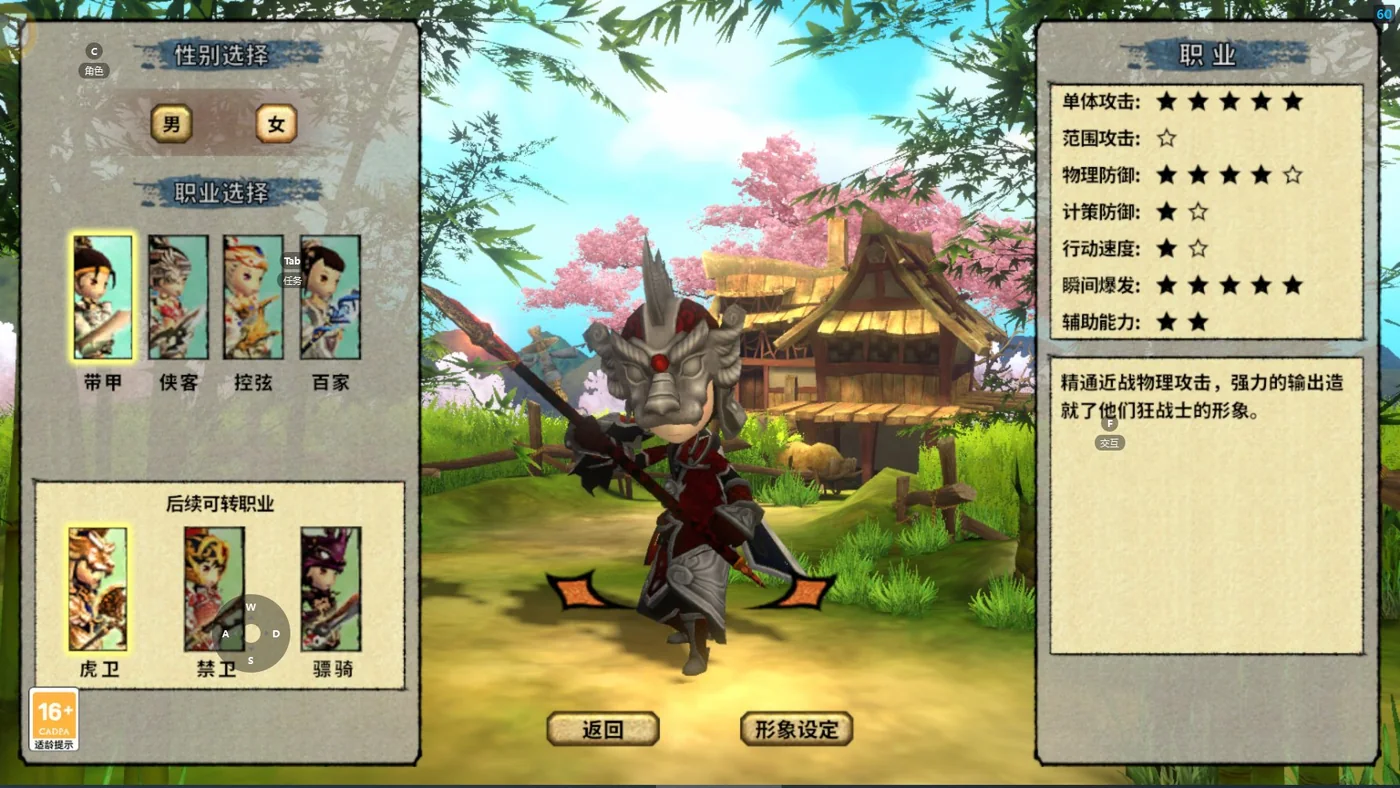 60
C
角色
性别选择
男
女
职业选择
Tab
任务
带甲
侠客
控弦
百家
后续可转职业
W
A
D
S
虎卫
禁卫
骠骑
16+
CADPA
适龄提示
返回
形象设定
职业
单体攻击: ★★★★★
范围攻击: ☆
物理防御: ★★★★☆
计策防御: ★☆
行动速度: ★☆
瞬间爆发: ★★★★★
辅助能力: ★★
精通近战物理攻击，强力的输出造
就了他们狂战士的形象。
F
交互